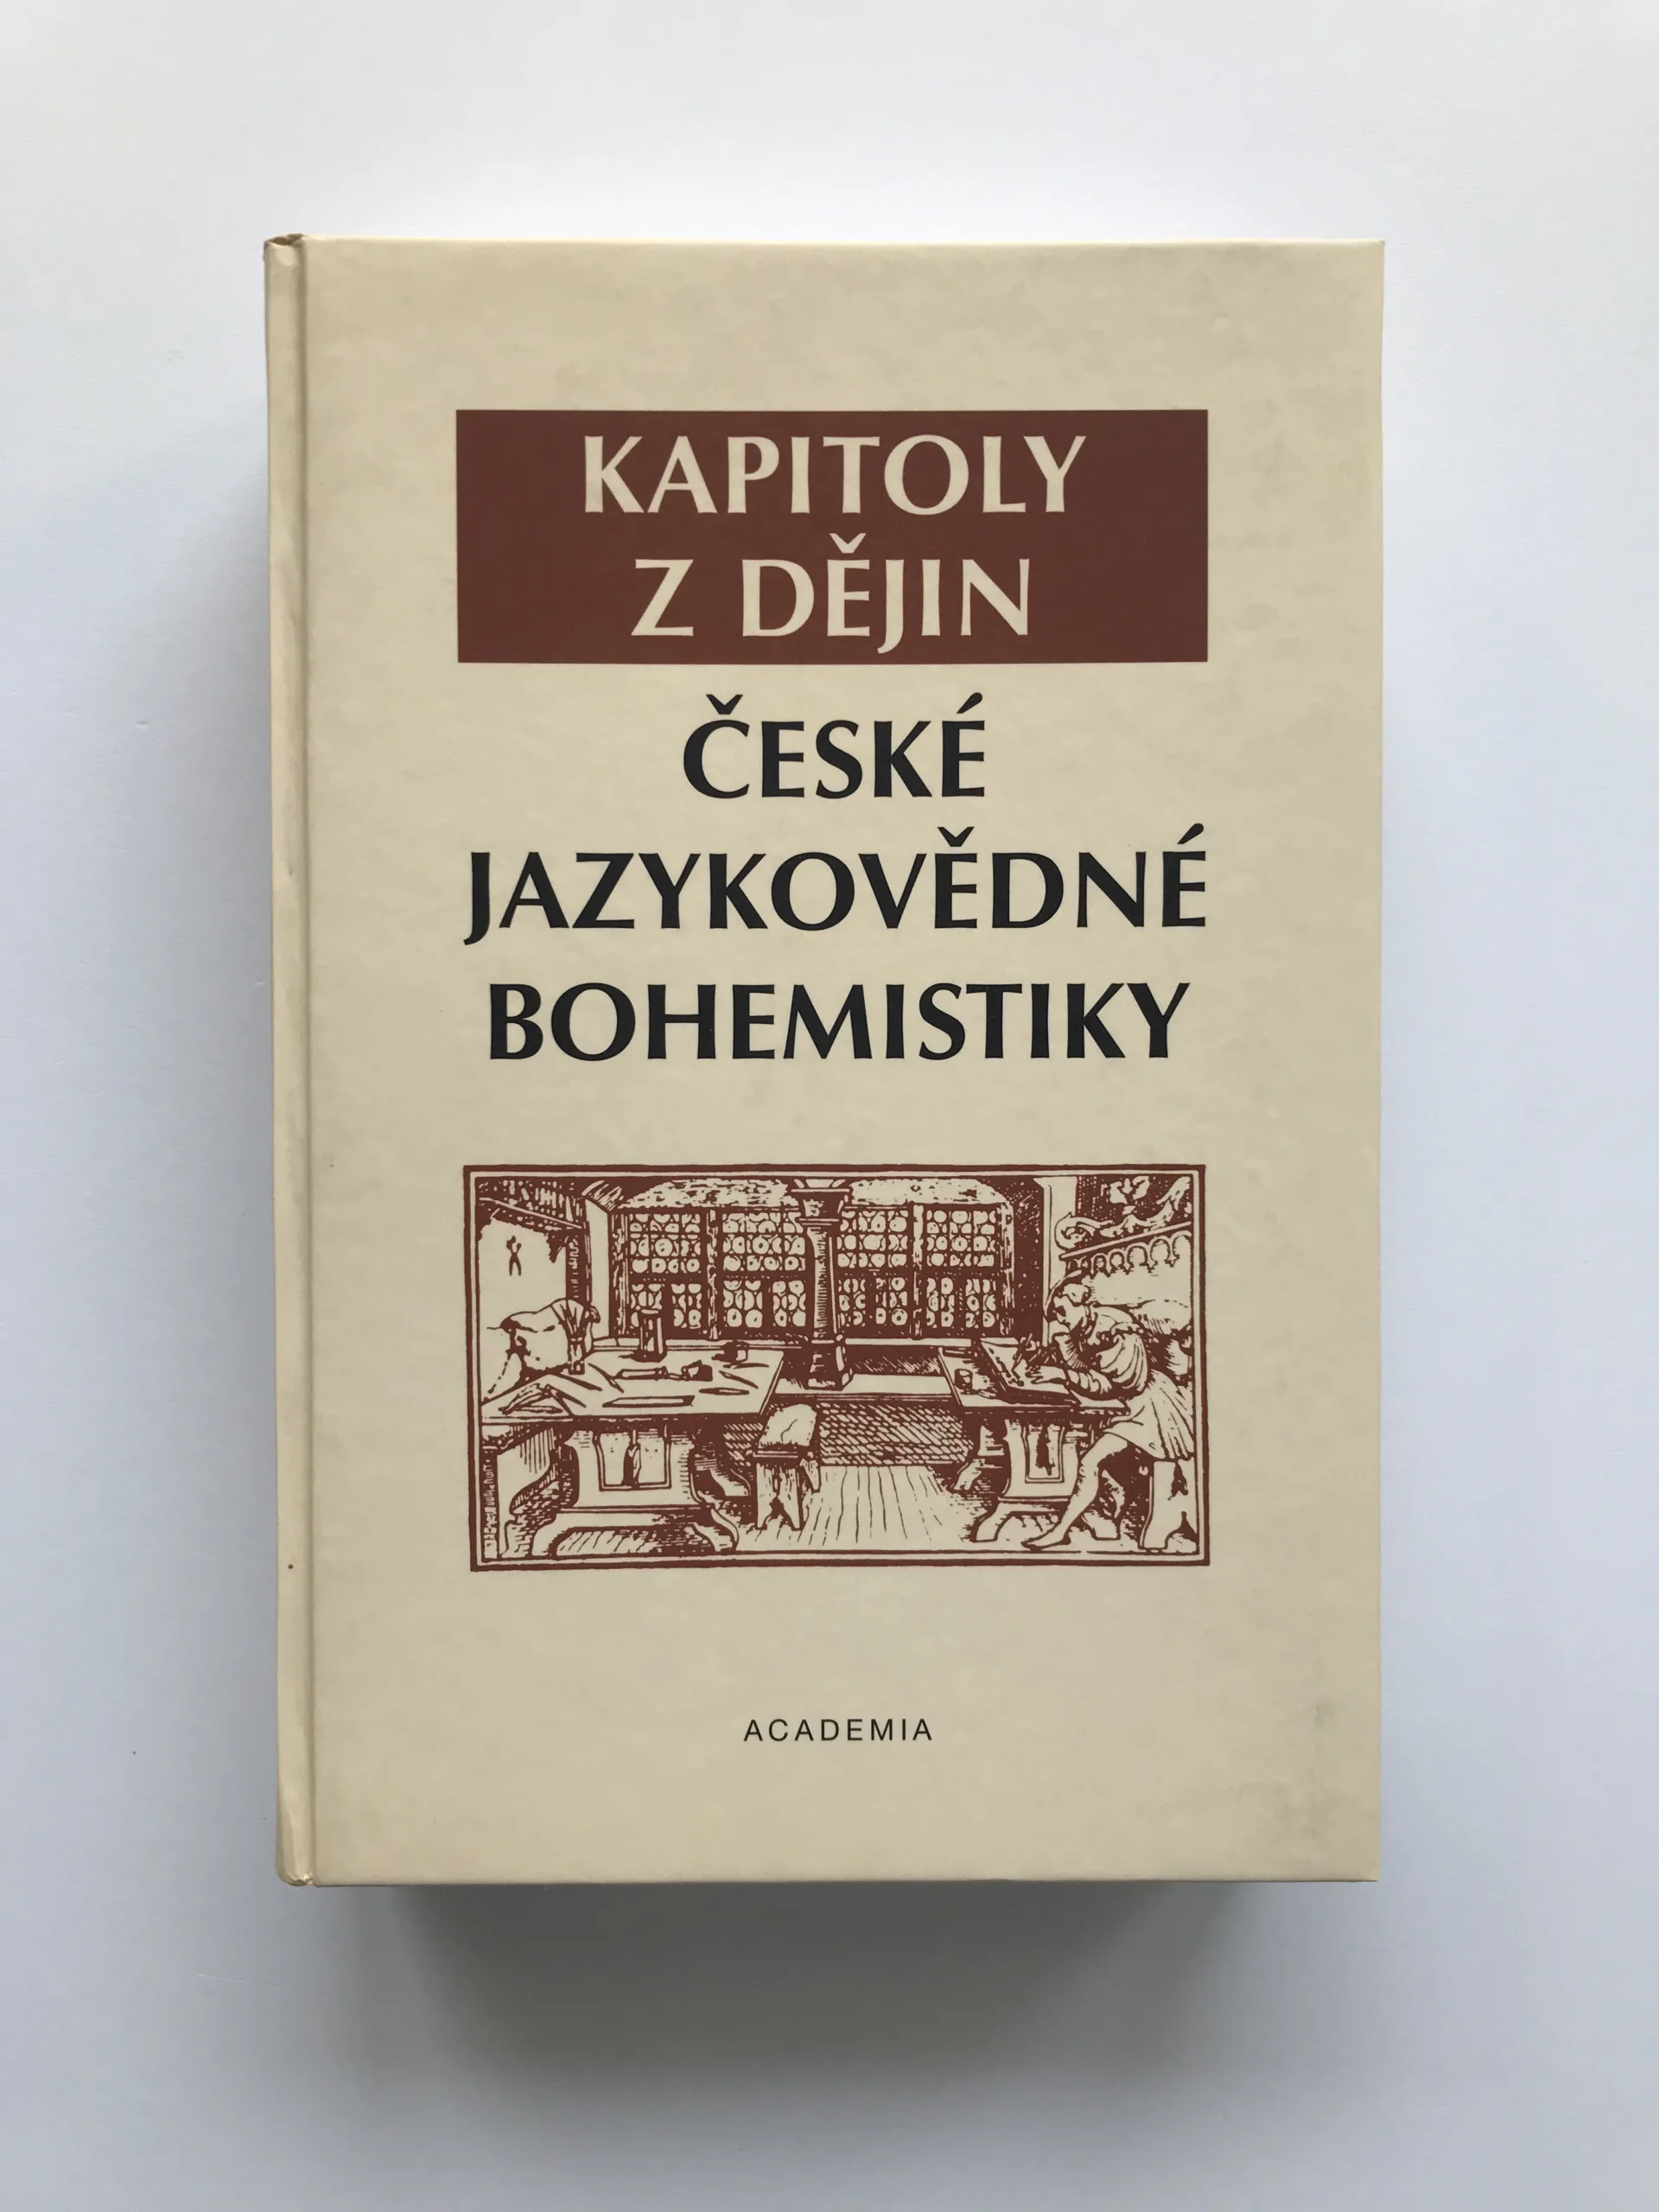 KAPITOLY
Z DĚJIN
ČESKÉ
JAZYKOVĚDNÉ
BOHEMISTIKY
ACADEMIA